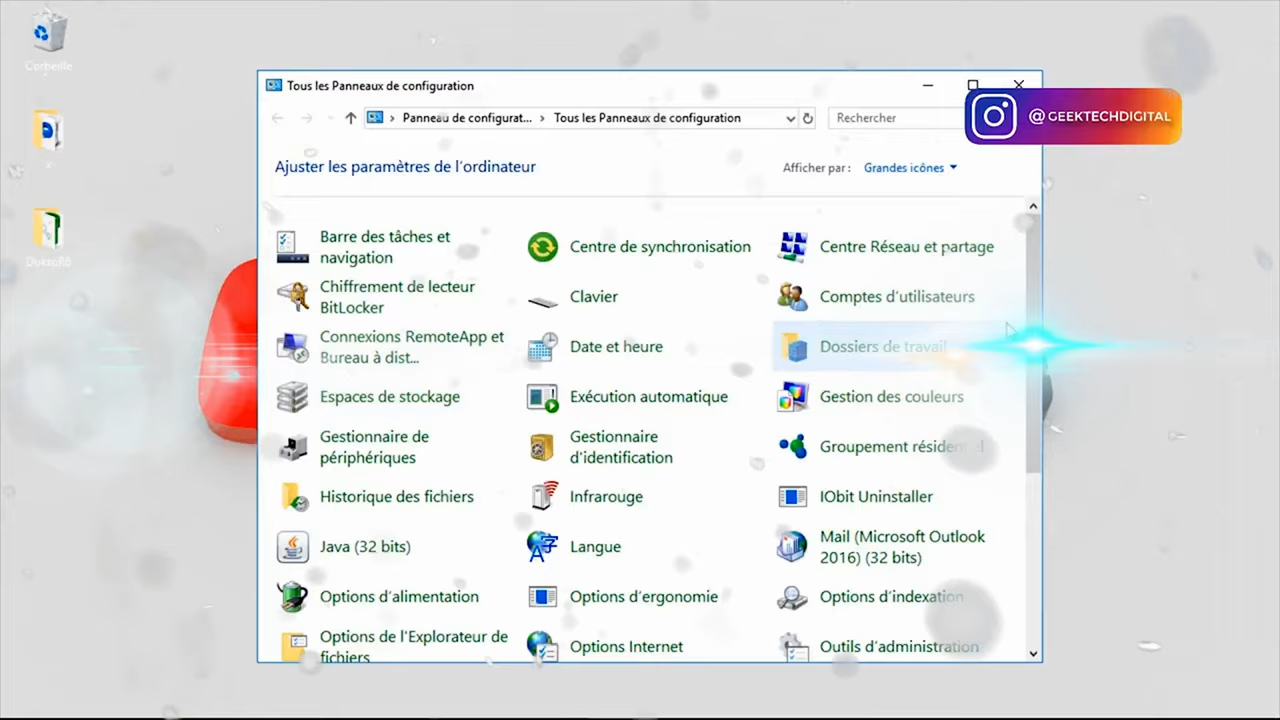 Corbeille
Tous les Panneaux de configuration
Panneau de configurat...
Tous les Panneaux de configuration
Rechercher
@GEEKTECHDIGITAL
Ajuster les paramètres de l'ordinateur
Afficher par :
Grandes icônes
Barre des tâches et
navigation
Centre de synchronisation
Centre Réseau et partage
Chiffrement de lecteur
BitLocker
Clavier
Comptes d'utilisateurs
Connexions RemoteApp et
Bureau à dist...
Date et heure
Dossiers de travail
Espaces de stockage
Exécution automatique
Gestion des couleurs
Gestionnaire de
périphériques
Gestionnaire
d'identification
Groupement résidentiel
Historique des fichiers
Infrarouge
IObit Uninstaller
Java (32 bits)
Langue
Mail (Microsoft Outlook
2016) (32 bits)
Options d'alimentation
Options d'ergonomie
Options d'indexation
Options de l'Explorateur de
fichiers
Options Internet
Outils d'administration